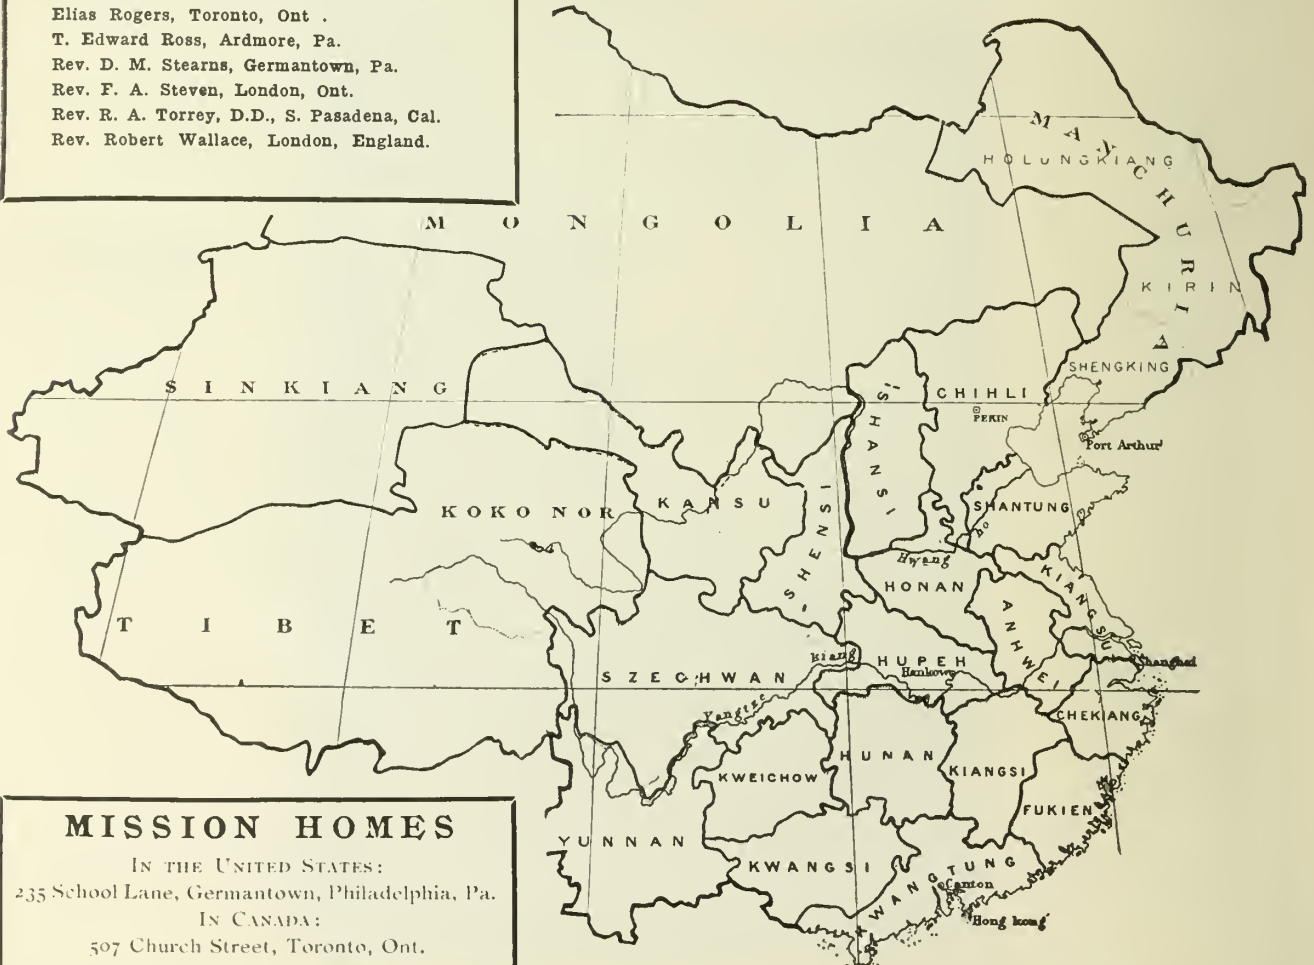 Elias Rogers, Toronto, Ont .
T. Edward Ross, Ardmore, Pa.
Rev. D. M. Stearns, Germantown, Pa.
Rev. F. A. Steven, London, Ont.
Rev. R. A. Torrey, D.D., S. Pasadena, Cal.
Rev. Robert Wallace, London, England.
MANCHURIA
HOLUNGKIANG
MONGOLIA
KIRIN
SHENGKING
SINKIANG
CHIHLI
PEKIN
SHANSI
Port Arthur
KOKO NOR
KANSU
SHENSI
SHANTUNG
Hwang
ho
HONAN
KIANGSU
ANHWEI
TIBET
SZECHWAN
Kiang
HUPEH
Hankow
Shanghai
Yangtze
CHEKIANG
HUNAN
KWEICHOW
KIANGSI
FUKIEN
YUNNAN
KWANGSI
KWANGTUNG
Canton
Hong kong
MISSION HOMES
IN THE UNITED STATES:
235 School Lane, Germantown, Philadelphia, Pa.
IN CANADA:
507 Church Street, Toronto, Ont.